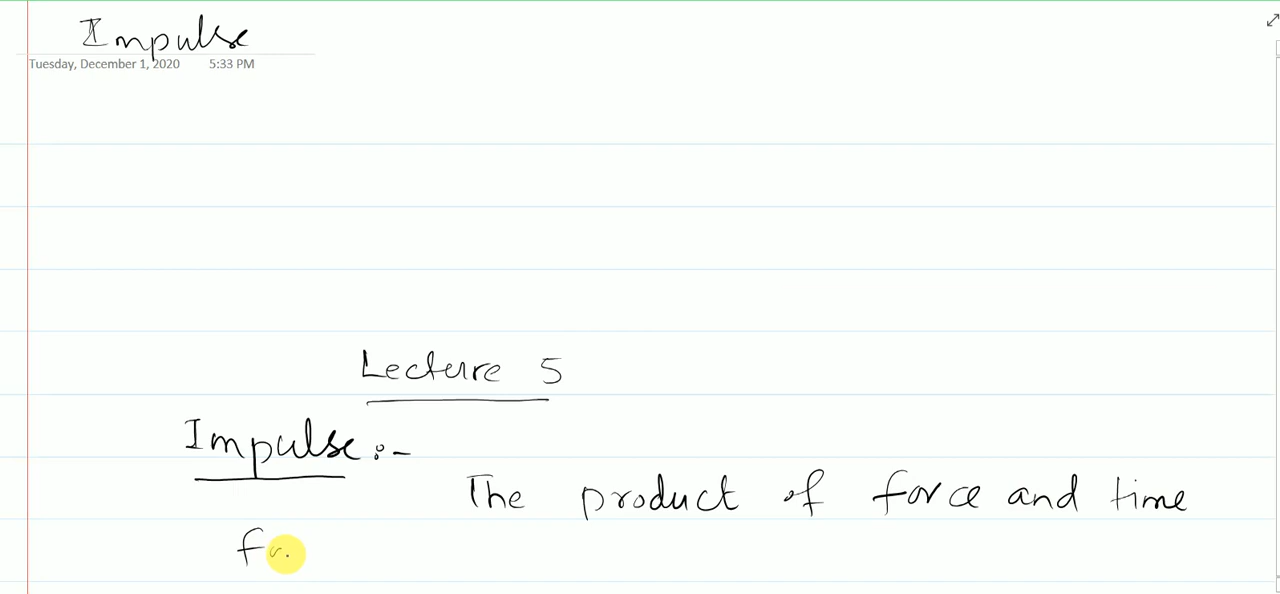 Impulse
Tuesday, December 1, 2020 5:33 PM
Lecture 5
Impulse :-
The product of force and time